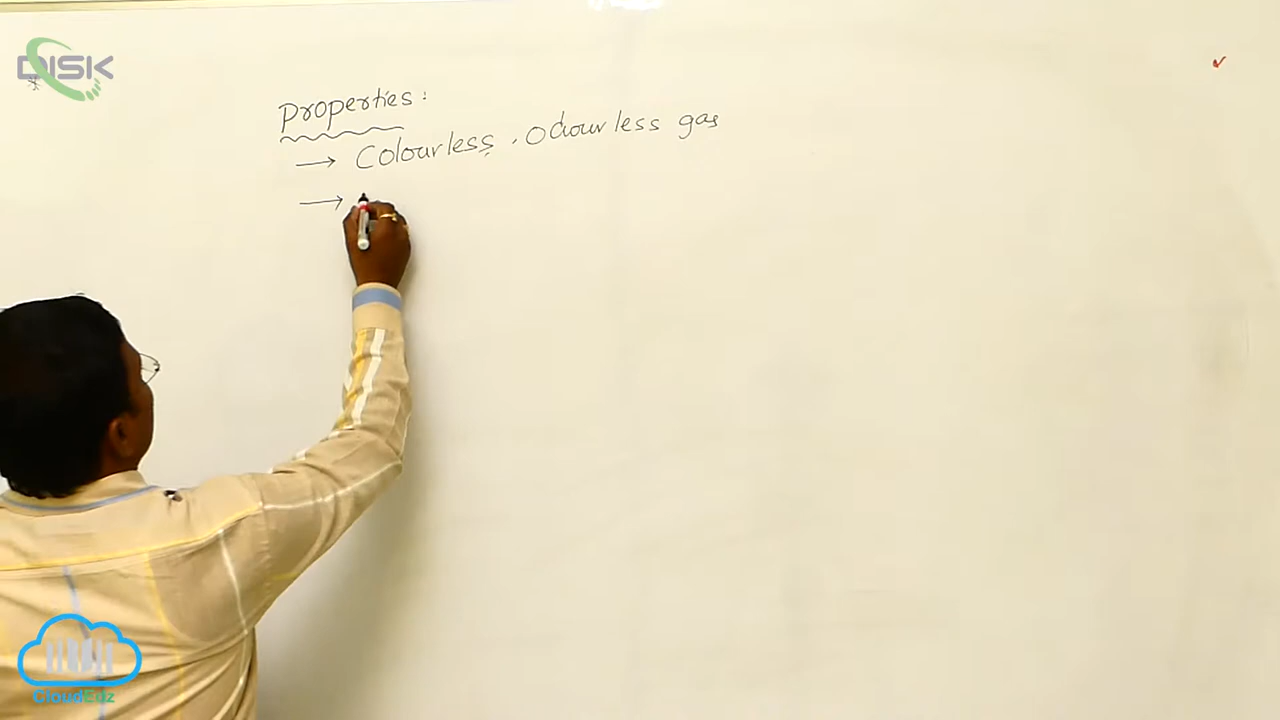 DISK
Properties :
→ Colourless, Odourless gas
→
CloudEdz